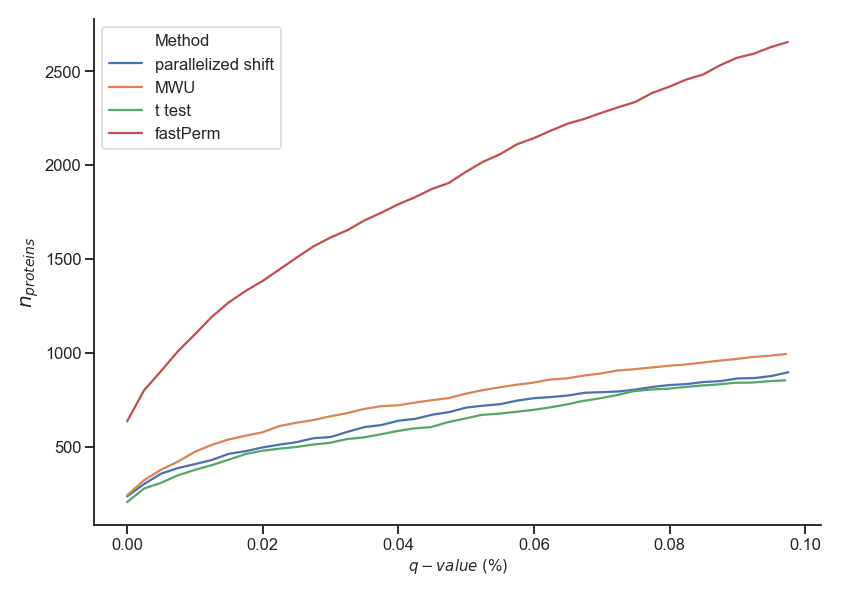 Method
parallelized shift
MWU
t test
fastPerm
2500
2000
1500
1000
500
n_proteins
0.00 0.02 0.04 0.06 0.08 0.10
q − value (%)